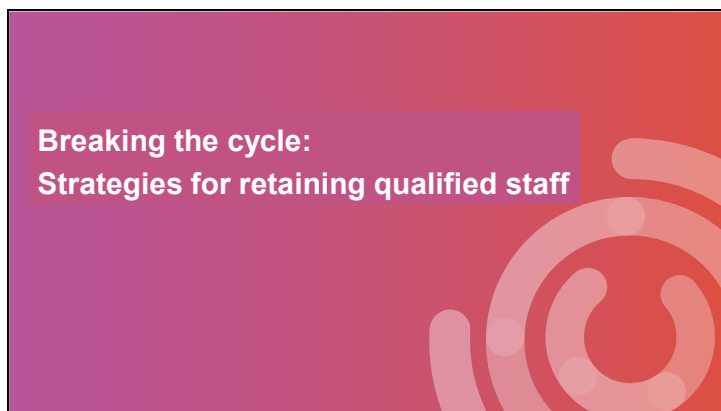 Breaking the cycle:
Strategies for retaining qualified staff